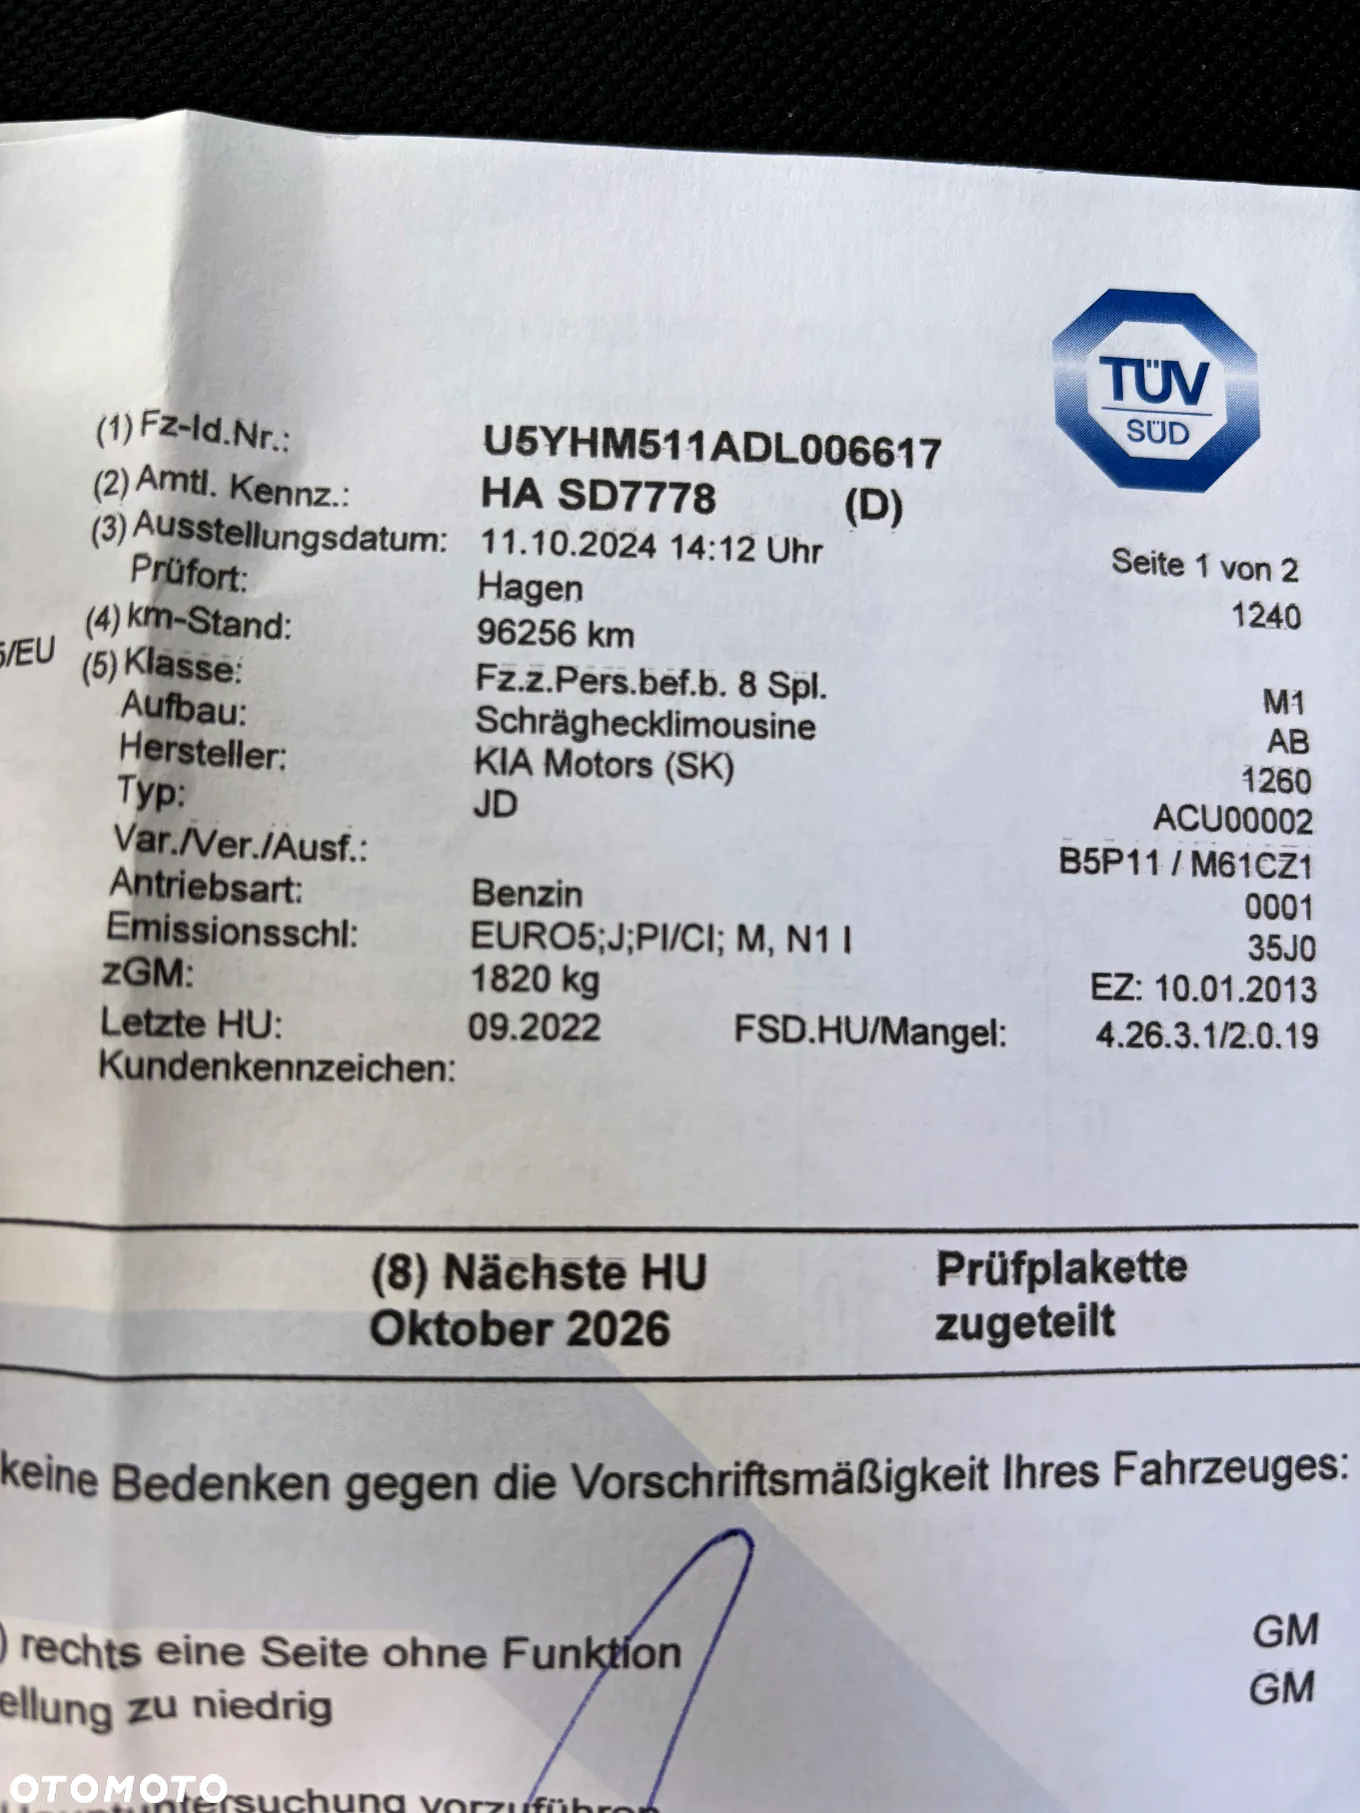 TÜV
SÜD
(1) Fz-Id.Nr.: U5YHM511ADL006617
(2) Amtl. Kennz.: HA SD7778 (D)
(3) Ausstellungsdatum: 11.10.2024 14:12 Uhr Seite 1 von 2
Prüfort: Hagen 1240
(4) km-Stand: 96256 km
/EU
(5) Klasse: Fz.z.Pers.bef.b. 8 Spl. M1
Aufbau: Schräghecklimousine AB
Hersteller: KIA Motors (SK) 1260
Typ: JD ACU00002
Var./Ver./Ausf.: B5P11 / M61CZ1
Antriebsart: Benzin 0001
Emissionsschl: EURO5;J;PI/CI; M, N1 I 35J0
zGM: 1820 kg EZ: 10.01.2013
Letzte HU: 09.2022 FSD.HU/Mangel: 4.26.3.1/2.0.19
Kundenkennzeichen:
(8) Nächste HU Prüfplakette
Oktober 2026 zugeteilt
keine Bedenken gegen die Vorschriftsmäßigkeit Ihres Fahrzeuges:
) rechts eine Seite ohne Funktion GM
ellung zu niedrig GM
untersuchung vorzuführen
OTOMOTO